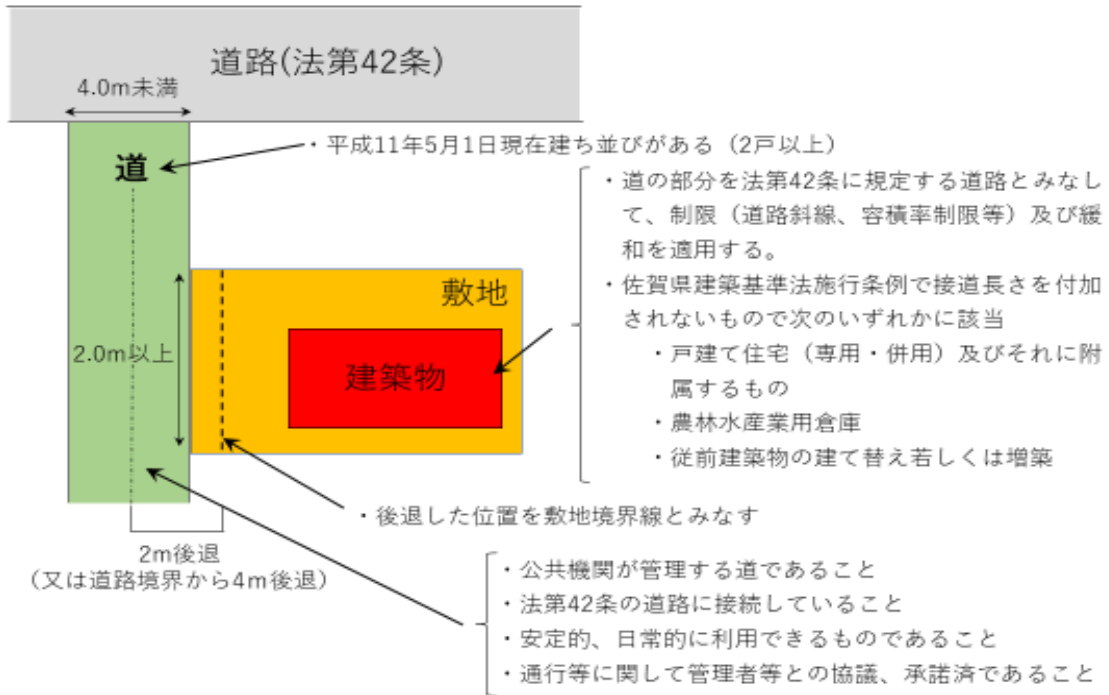 道路(法第42条)
4.0m未満
道
・平成11年5月1日現在建ち並びがある（2戸以上）
・道の部分を法第42条に規定する道路とみなし
て、制限（道路斜線、容積率制限等）及び緩
和を適用する。
・佐賀県建築基準法施行条例で接道長さを付加
されないもので次のいずれかに該当
・戸建て住宅（専用・併用）及びそれに附
属するもの
・農林水産業用倉庫
・従前建築物の建て替え若しくは増築
敷地
2.0m以上
建築物
・後退した位置を敷地境界線とみなす
2m後退
（又は道路境界から4m後退）
・公共機関が管理する道であること
・法第42条の道路に接続していること
・安定的、日常的に利用できるものであること
・通行等に関して管理者等との協議、承諾済であること